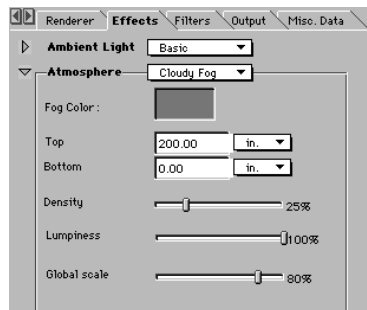 Renderer Effects Filters Output Misc. Data
Ambient Light Basic
Atmosphere Cloudy Fog
Fog Color :
Top 200.00 in.
Bottom 0.00 in.
Density 25%
Lumpiness 100%
Global scale 80%